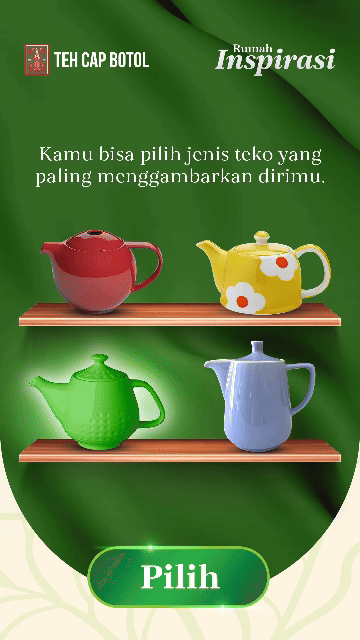 TEH CAP BOTOL
Rumah
Inspirasi
Kamu bisa pilih jenis teko yang
paling menggambarkan dirimu.
Pilih